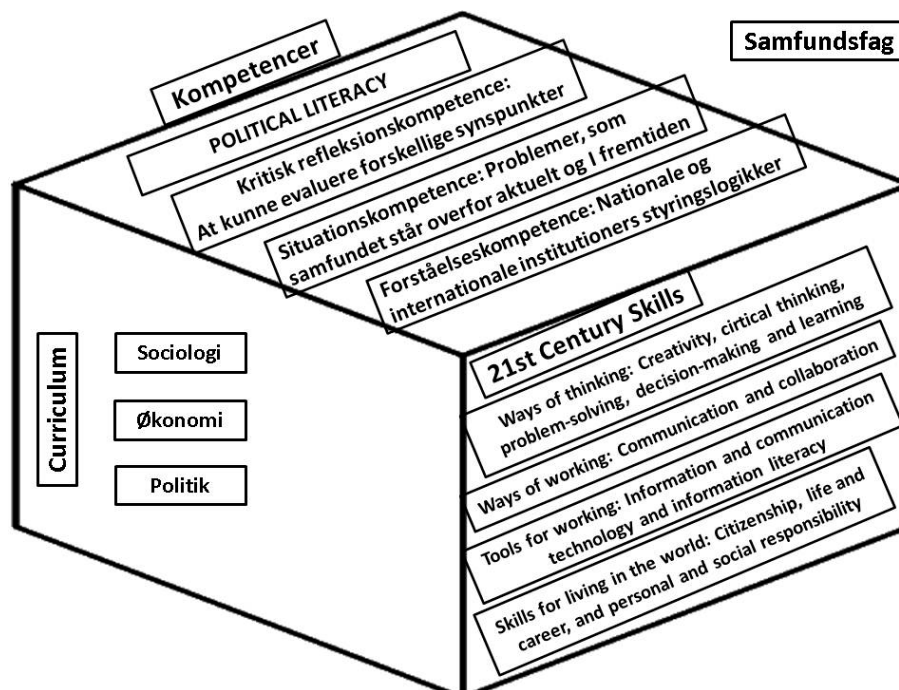 Samfundsfag
Kompetencer
POLITICAL LITERACY
Kritisk refleksionskompetence:
At kunne evaluere forskellige synspunkter
Situationskompetence: Problemer, som
samfundet står overfor aktuelt og I fremtiden
Forståelseskompetence: Nationale og
internationale institutioners styringslogikker
Curriculum
Sociologi
Økonomi
Politik
21st Century Skills
Ways of thinking: Creativity, cirtical thinking,
problem-solving, decision-making and learning
Ways of working: Communication and collaboration
Tools for working: Information and communication
technology and information literacy
Skills for living in the world: Citizenship, life and
career, and personal and social responsibility